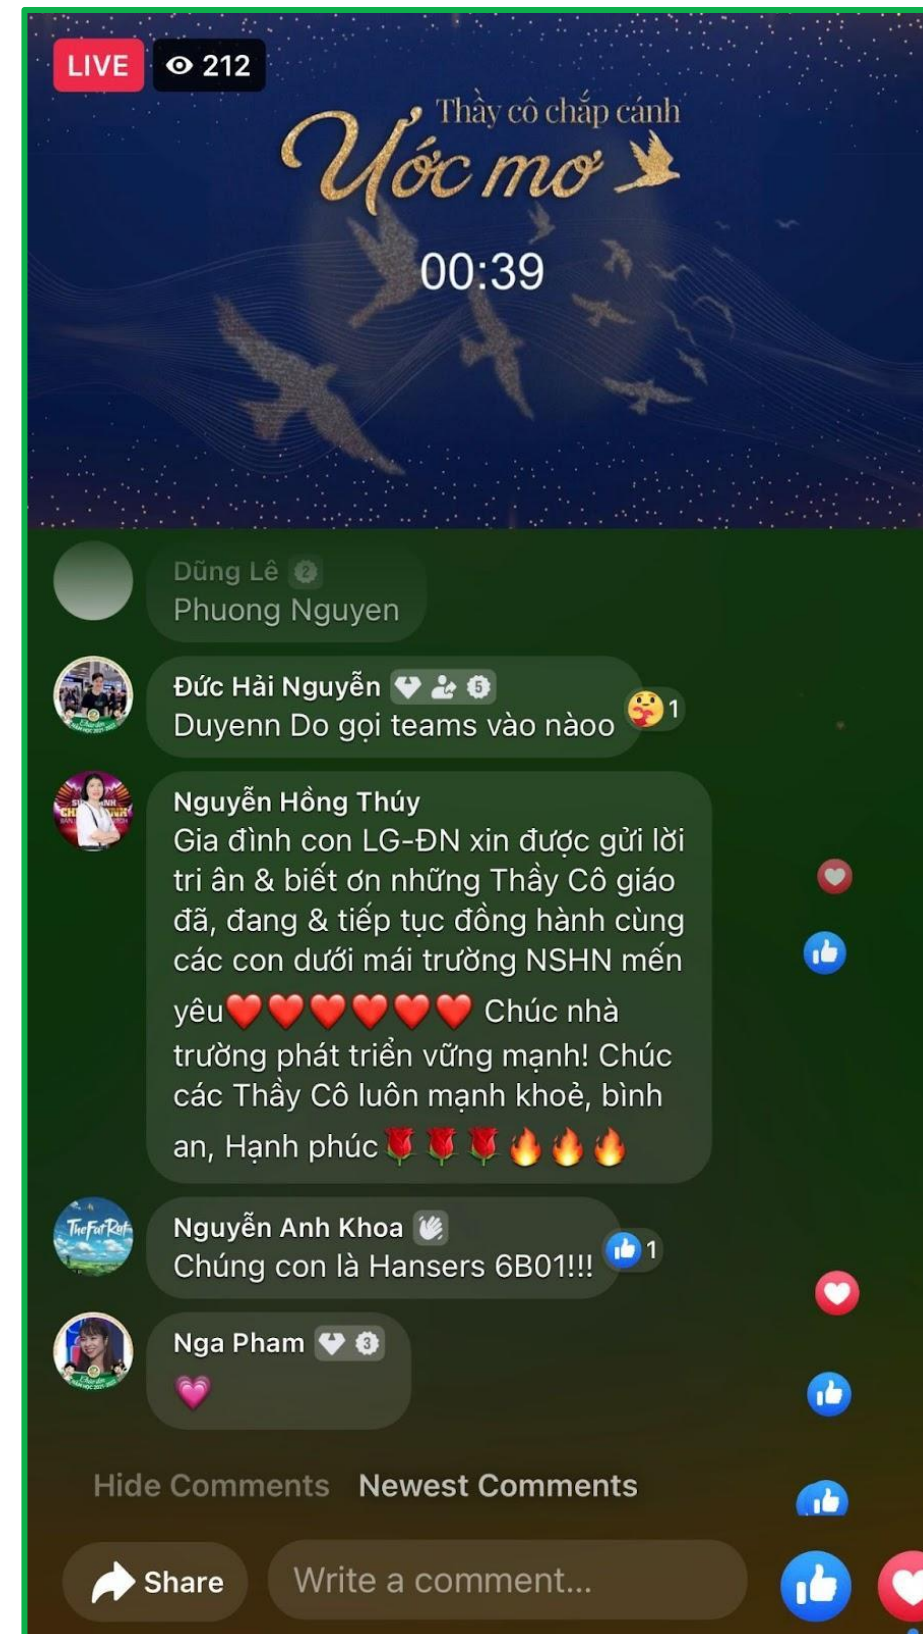 LIVE 212
Thầy cô chắp cánh
Ước mơ
00:39
Dũng Lê 2
Phuong Nguyen
Đức Hải Nguyễn 5
Duyenn Do gọi teams vào nàoo
1
Nguyễn Hồng Thúy
Gia đình con LG-ĐN xin được gửi lời
tri ân & biết ơn những Thầy Cô giáo
đã, đang & tiếp tục đồng hành cùng
các con dưới mái trường NSHN mến
yêu❤️❤️❤️❤️❤️❤️ Chúc nhà
trường phát triển vững mạnh! Chúc
các Thầy Cô luôn mạnh khoẻ, bình
an, Hạnh phúc🌹🌹🌹🔥🔥🔥
TheFatRat
Nguyễn Anh Khoa
Chúng con là Hansers 6B01!!!
1
Nga Pham 3
💗
Hide Comments Newest Comments
Share Write a comment...